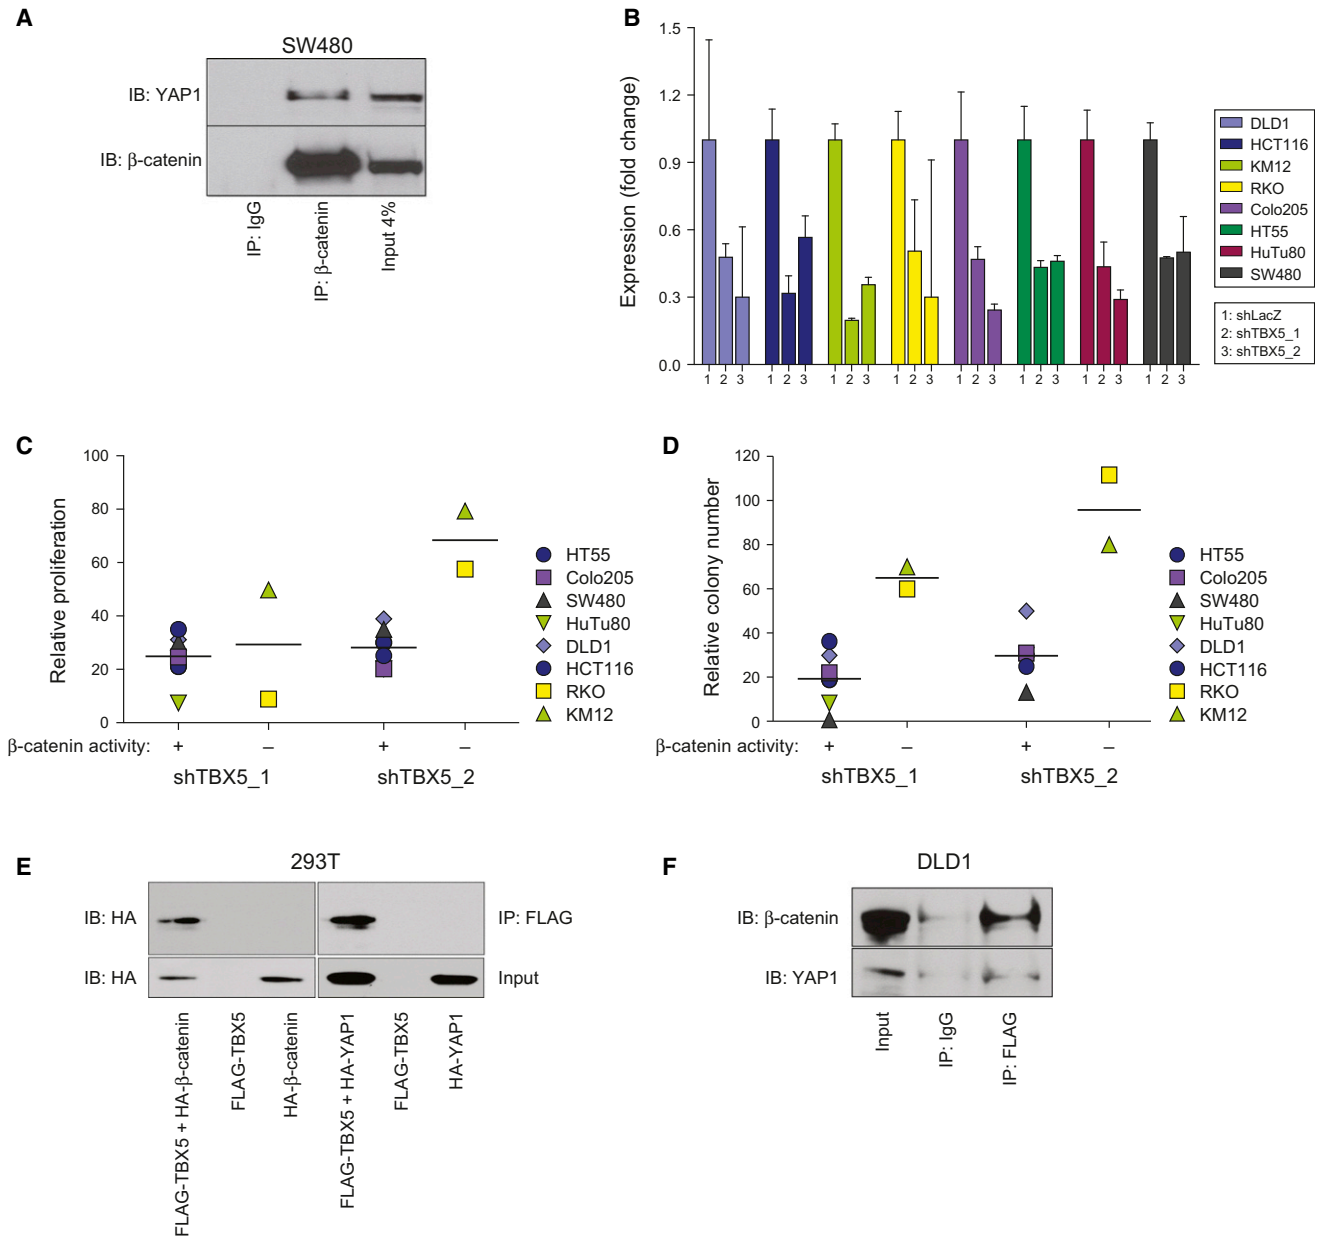 A
SW480
IB: YAP1
IB: β-catenin
IP: IgG
IP: β-catenin
Input 4%
B
Expression (fold change)
1.5
1.2
0.9
0.6
0.3
0.0
1 2 3 1 2 3 1 2 3 1 2 3 1 2 3 1 2 3 1 2 3 1 2 3
DLD1
HCT116
KM12
RKO
Colo205
HT55
HuTu80
SW480
1: shLacZ
2: shTBX5_1
3: shTBX5_2
C
Relative proliferation
100
80
60
40
20
0
β-catenin activity: + – + –
shTBX5_1 shTBX5_2
HT55
Colo205
SW480
HuTu80
DLD1
HCT116
RKO
KM12
D
Relative colony number
120
100
80
60
40
20
0
β-catenin activity: + – + –
shTBX5_1 shTBX5_2
HT55
Colo205
SW480
HuTu80
DLD1
HCT116
RKO
KM12
E
293T
IB: HA IP: FLAG
IB: HA Input
FLAG-TBX5 + HA-β-catenin
FLAG-TBX5
HA-β-catenin
FLAG-TBX5 + HA-YAP1
FLAG-TBX5
HA-YAP1
F
DLD1
IB: β-catenin
IB: YAP1
Input
IP: IgG
IP: FLAG